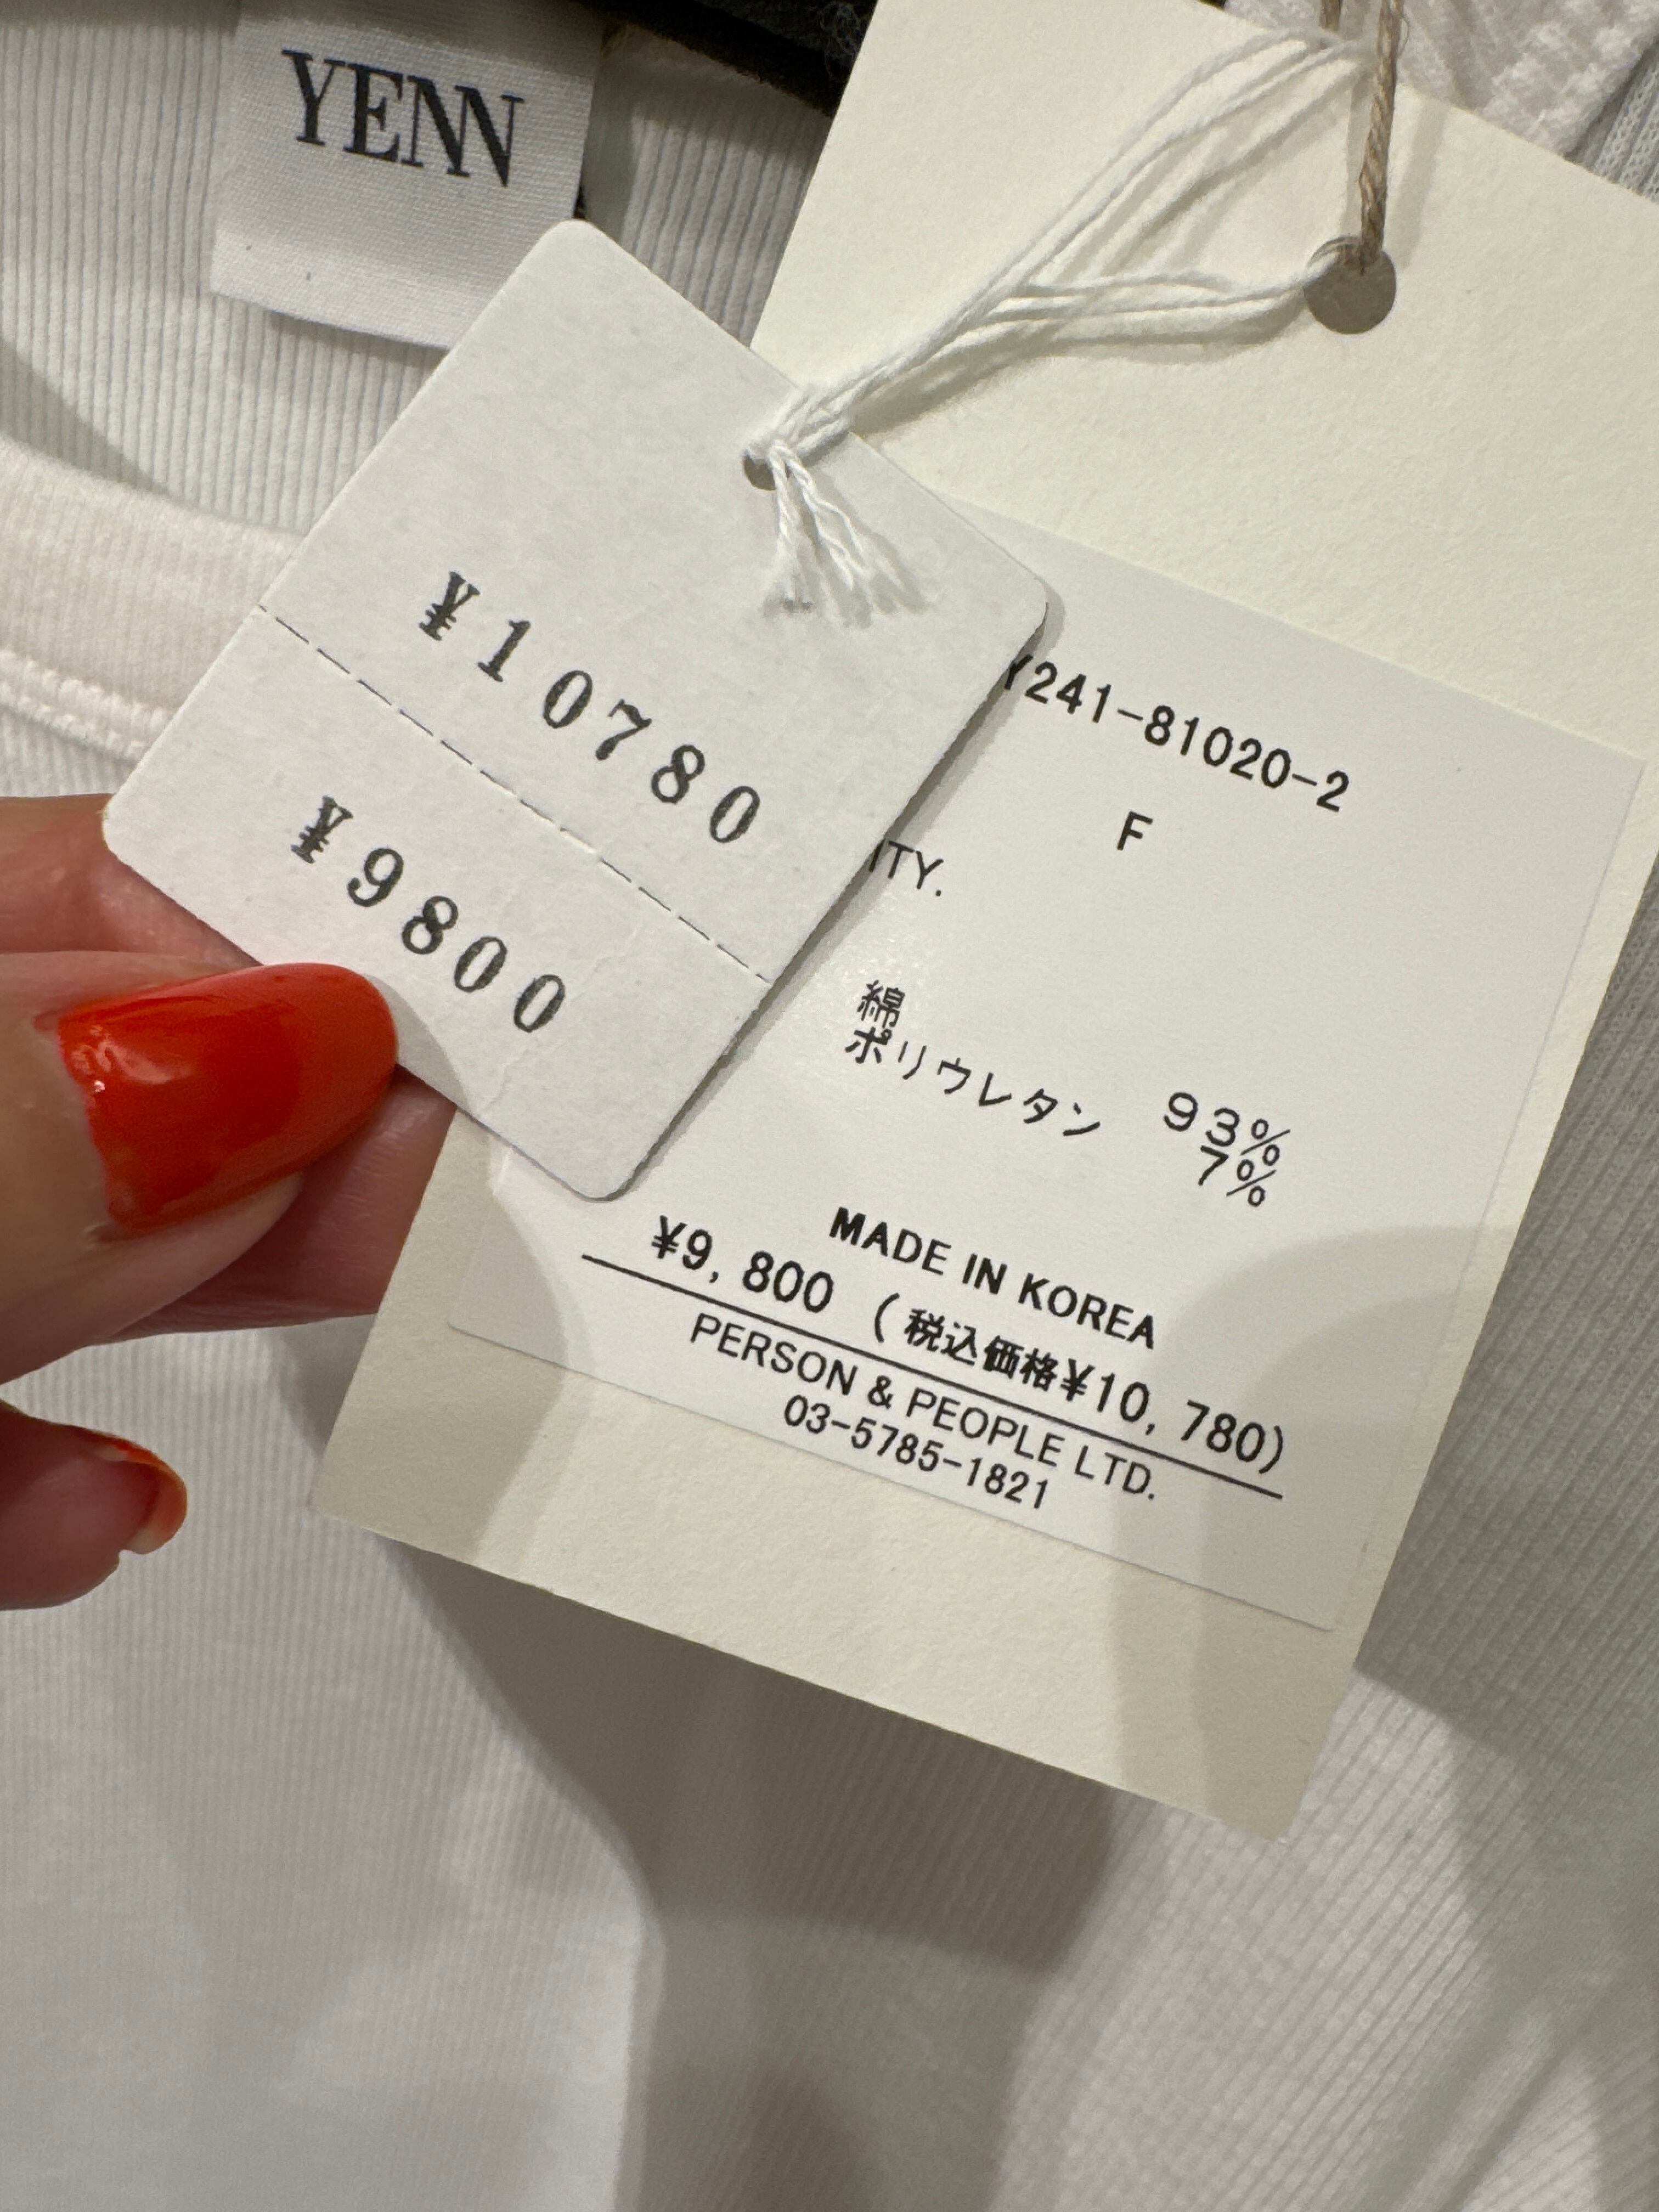 YENN
¥10780
¥9800
Y241-81020-2
F
ITY.
綿 93%
ポリウレタン 7%
MADE IN KOREA
¥9,800 (税込価格¥10,780)
PERSON & PEOPLE LTD.
03-5785-1821